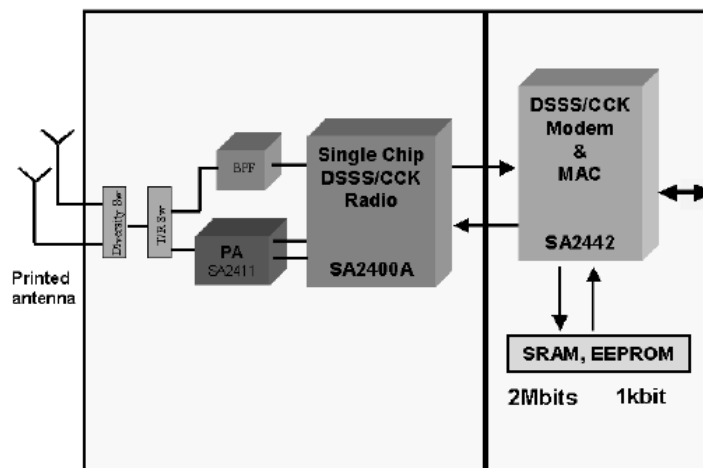 Printed
antenna
Diversity Sw
T/R Sw
BPF
PA
SA2411
Single Chip
DSSS/CCK
Radio
SA2400A
DSSS/CCK
Modem
&
MAC
SA2442
SRAM, EEPROM
2Mbits 1kbit